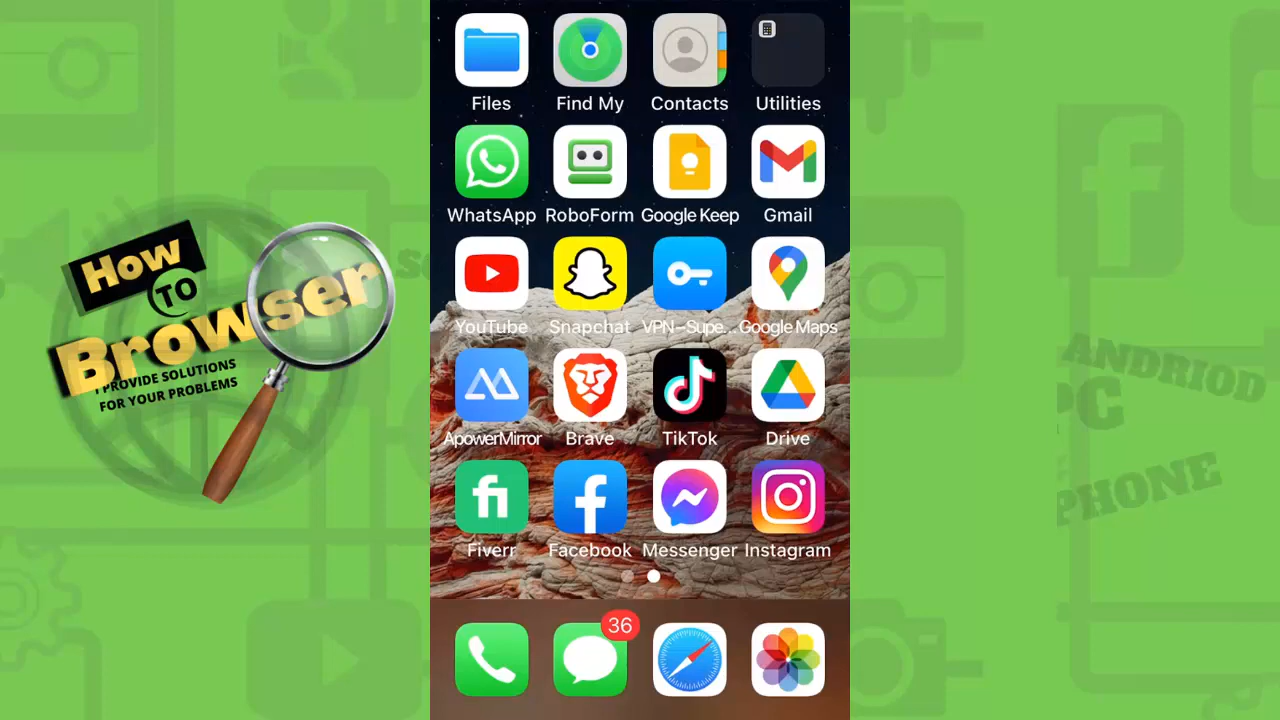 How
TO
Browser
I PROVIDE SOLUTIONS
FOR YOUR PROBLEMS
Files Find My Contacts Utilities
WhatsApp RoboForm Google Keep Gmail
YouTube Snapchat VPN – Supe... Google Maps
ApowerMirror Brave TikTok Drive
fi
Fiverr Facebook Messenger Instagram
36
ANDRIOD
PC
PHONE